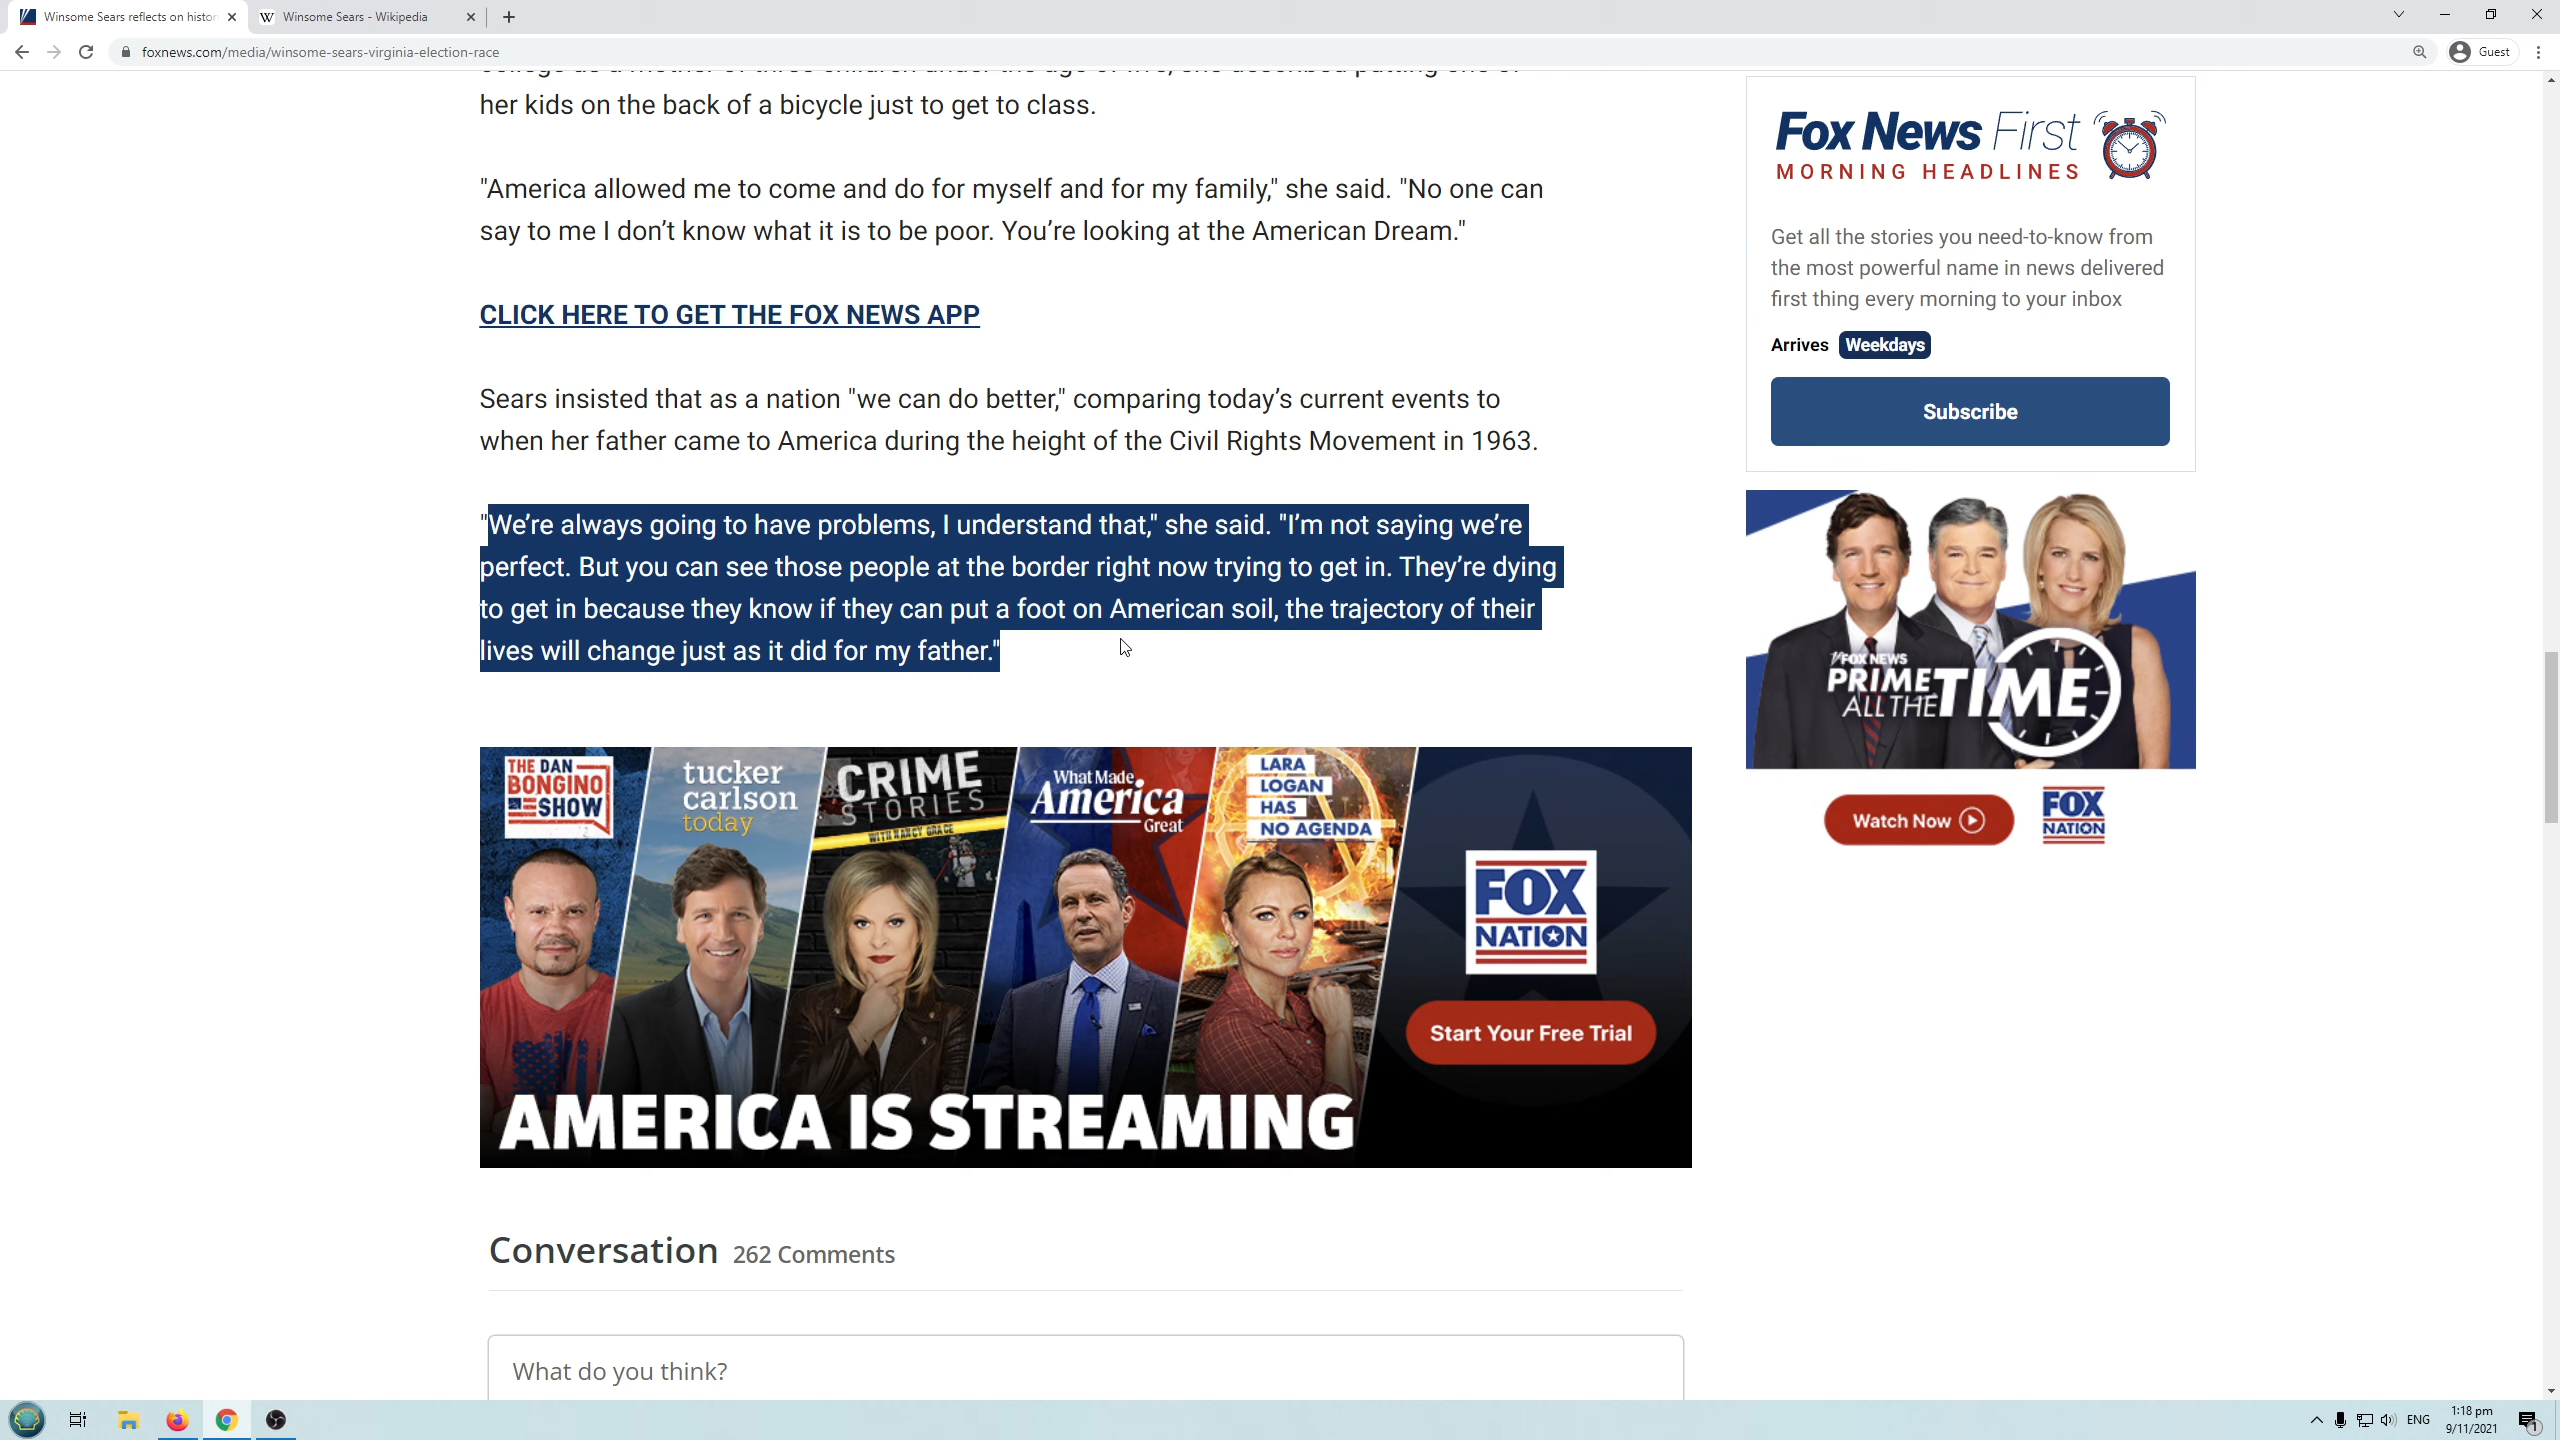 Winsome Sears reflects on histor
Winsome Sears - Wikipedia
foxnews.com/media/winsome-sears-virginia-election-race
Guest
her kids on the back of a bicycle just to get to class.
"America allowed me to come and do for myself and for my family," she said. "No one can
say to me I don’t know what it is to be poor. You’re looking at the American Dream."
CLICK HERE TO GET THE FOX NEWS APP
Sears insisted that as a nation "we can do better," comparing today’s current events to
when her father came to America during the height of the Civil Rights Movement in 1963.
"We’re always going to have problems, I understand that," she said. "I’m not saying we’re
perfect. But you can see those people at the border right now trying to get in. They’re dying
to get in because they know if they can put a foot on American soil, the trajectory of their
lives will change just as it did for my father."
THE DAN
BONGINO
SHOW
tucker
carlson
today
CRIME
STORIES
WITH NANCY GRACE
What Made
America
Great
LARA
LOGAN
HAS
NO AGENDA
FOX
NATION
Start Your Free Trial
AMERICA IS STREAMING
Conversation 262 Comments
What do you think?
Fox News First
MORNING HEADLINES
Get all the stories you need-to-know from
the most powerful name in news delivered
first thing every morning to your inbox
Arrives Weekdays
Subscribe
FOX NEWS
PRIME
ALL THE TIME
Watch Now
FOX
NATION
ENG
1:18 pm
9/11/2021
1